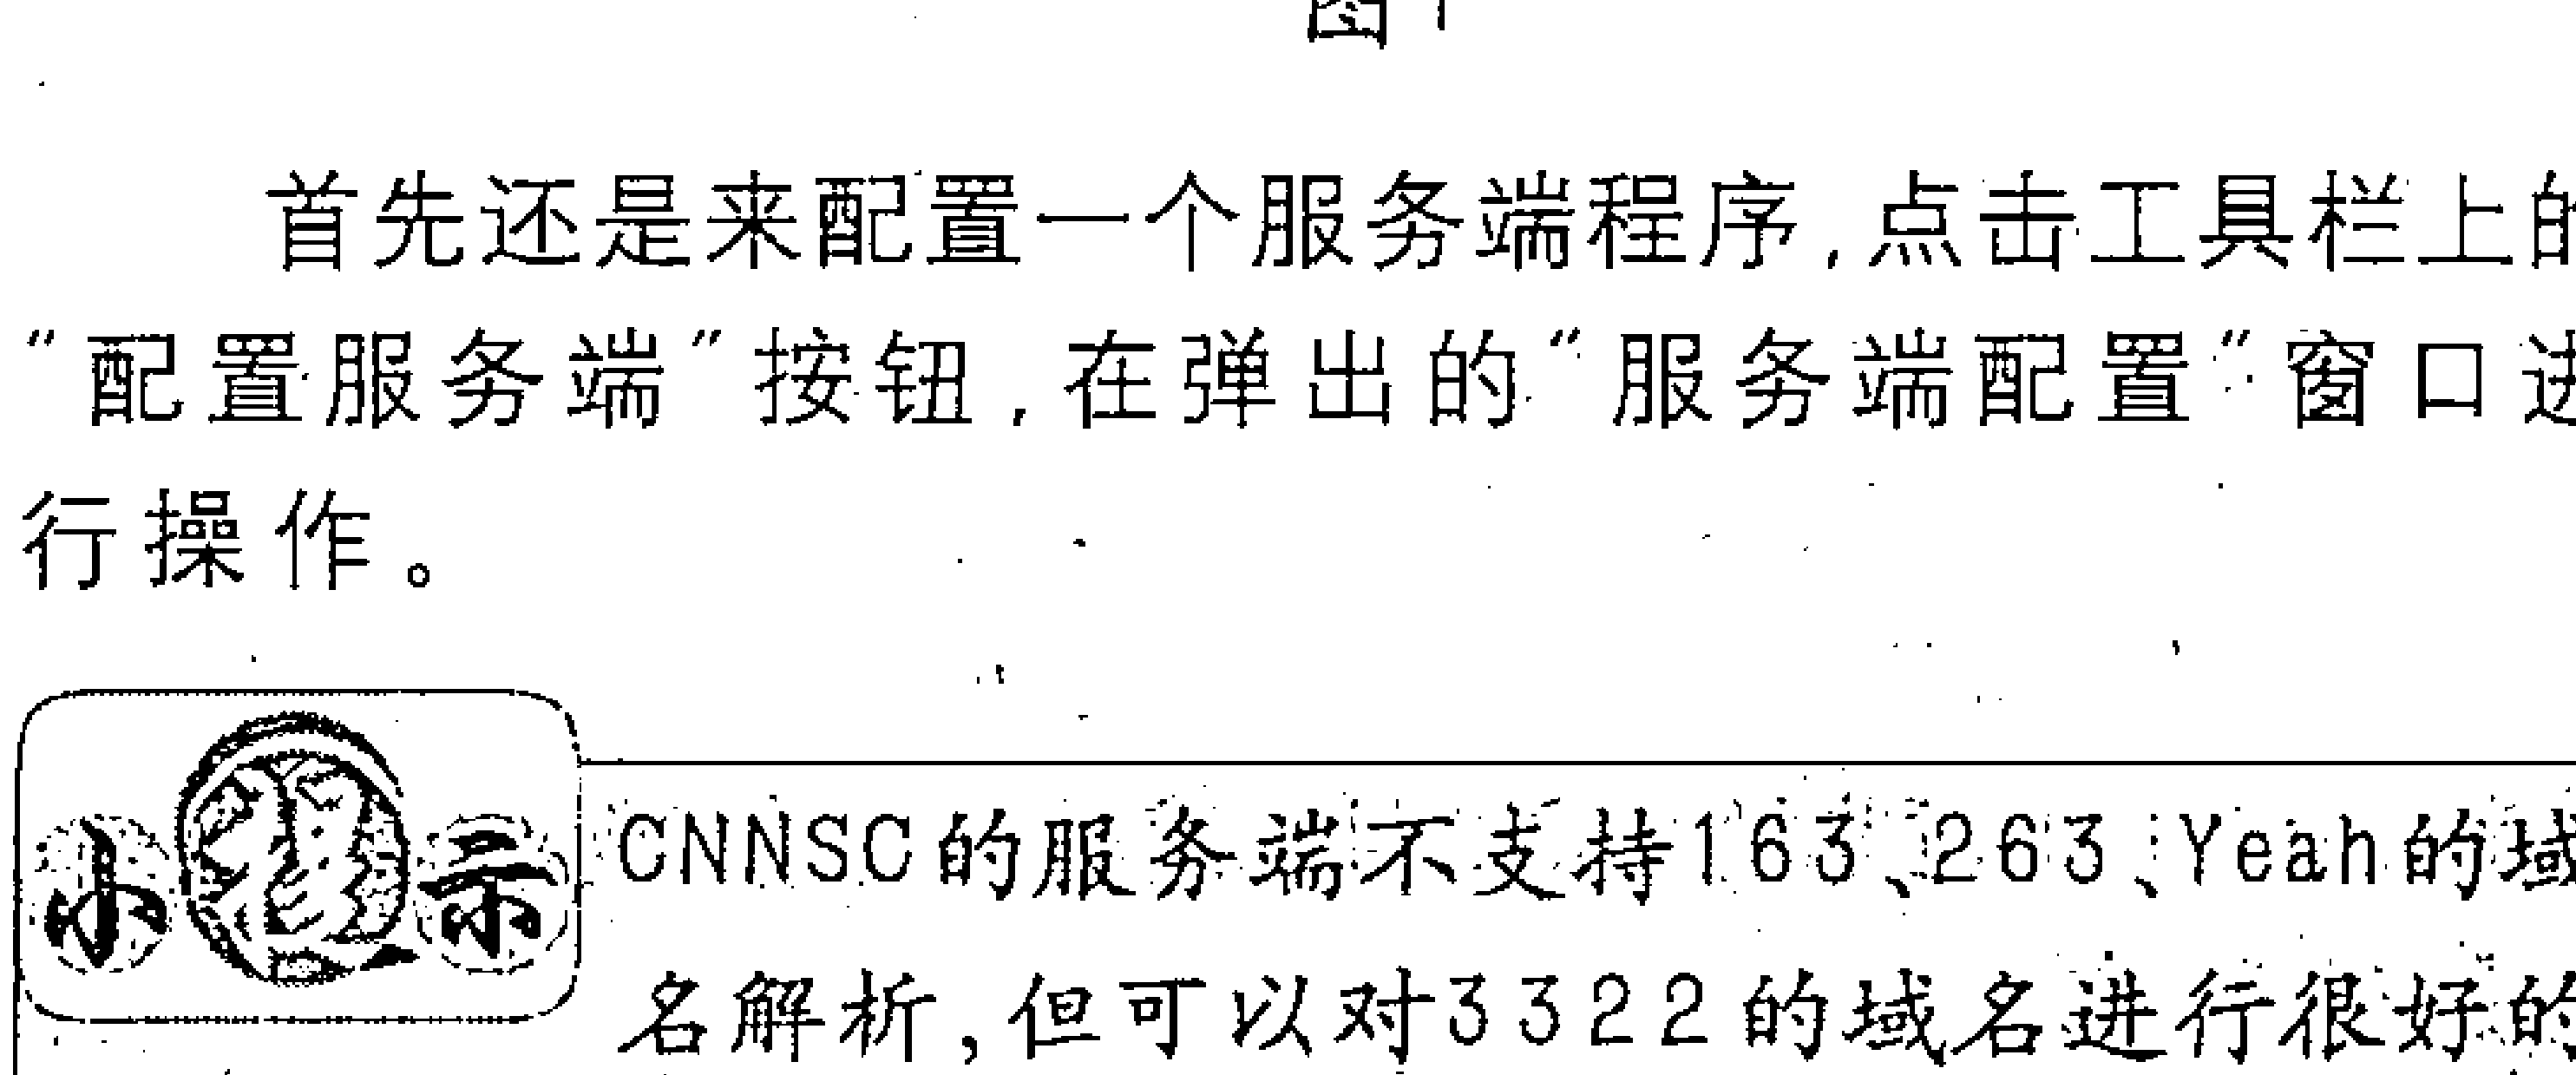 图1
首先还是来配置一个服务端程序,点击工具栏上的
“配置服务端”按钮,在弹出的“服务端配置”窗口进
行操作。
小提示
CNNSC的服务端不支持163、263、Yeah的域
名解析,但可以对3322的域名进行很好的